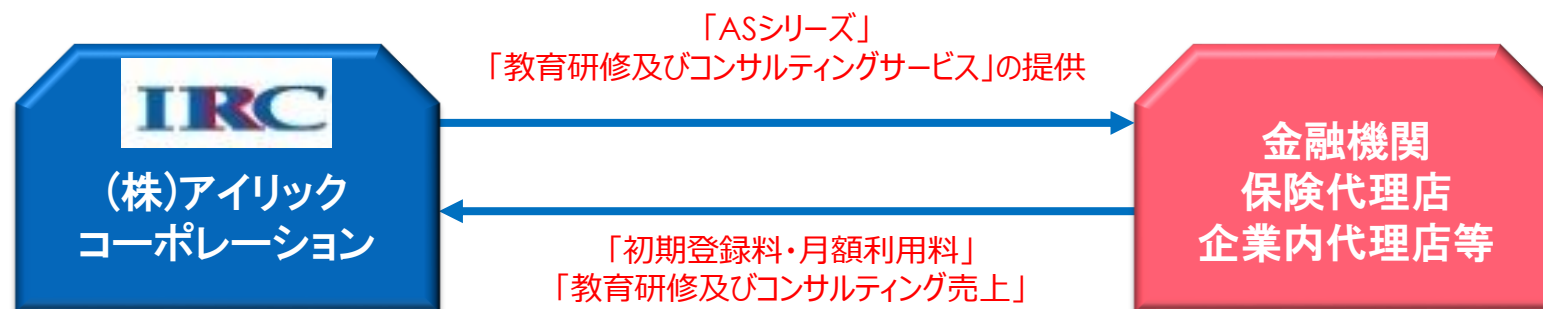 「ASシリーズ」
「教育研修及びコンサルティングサービス」の提供
IRC
(株)アイリック
コーポレーション
金融機関
保険代理店
企業内代理店等
「初期登録料・月額利用料」
「教育研修及びコンサルティング売上」